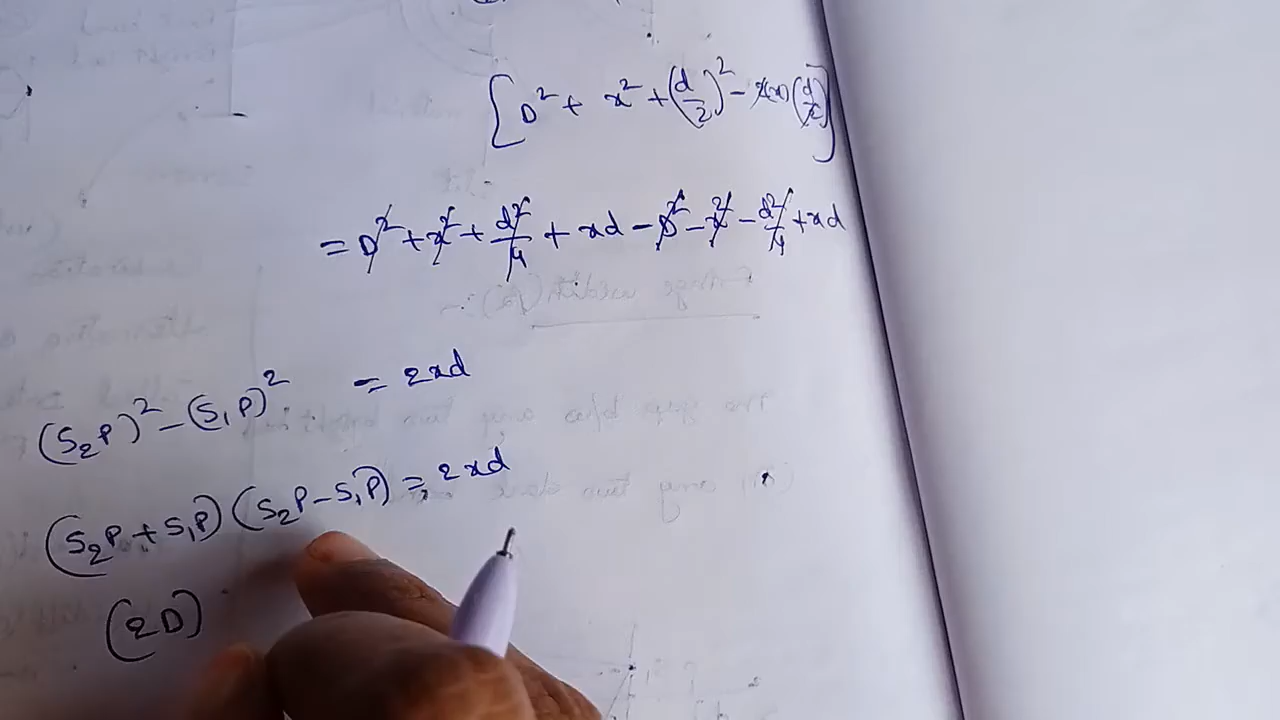 [D² + x² + (d/2)² - 2(x)(d/2)]
= D² + x² + d²/4 + xd - D² - x² - d²/4 + xd
(S₂P)² - (S₁P)² = 2xd
(S₂P + S₁P) (S₂P - S₁P) = 2xd
(2D)